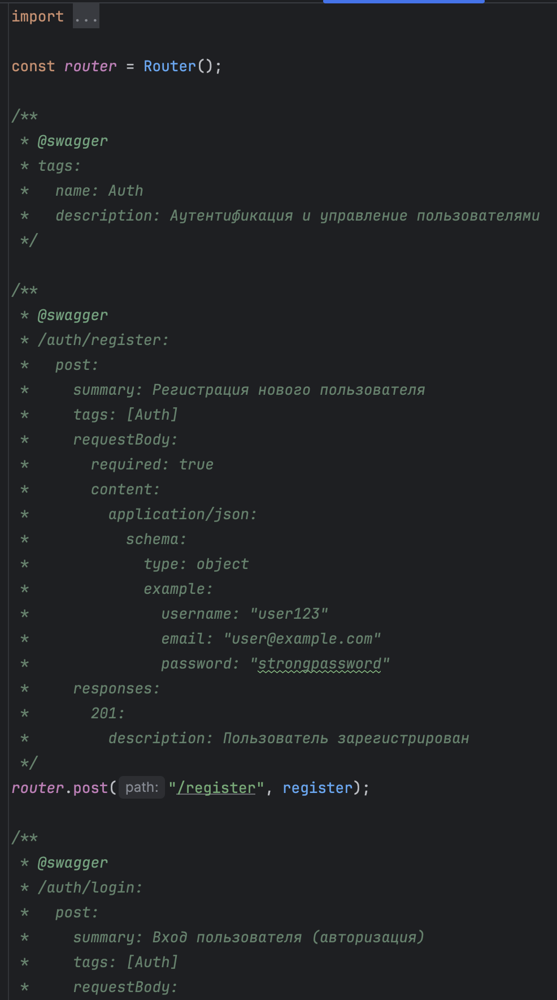 import ...
const router = Router();
/**
 * @swagger
 * tags:
 *   name: Auth
 *   description: Аутентификация и управление пользователями
 */
/**
 * @swagger
 * /auth/register:
 *   post:
 *     summary: Регистрация нового пользователя
 *     tags: [Auth]
 *     requestBody:
 *       required: true
 *       content:
 *         application/json:
 *           schema:
 *             type: object
 *             example:
 *               username: "user123"
 *               email: "user@example.com"
 *               password: "strongpassword"
 *     responses:
 *       201:
 *         description: Пользователь зарегистрирован
 */
router.post( path: "/register", register);
/**
 * @swagger
 * /auth/login:
 *   post:
 *     summary: Вход пользователя (авторизация)
 *     tags: [Auth]
 *     requestBody: